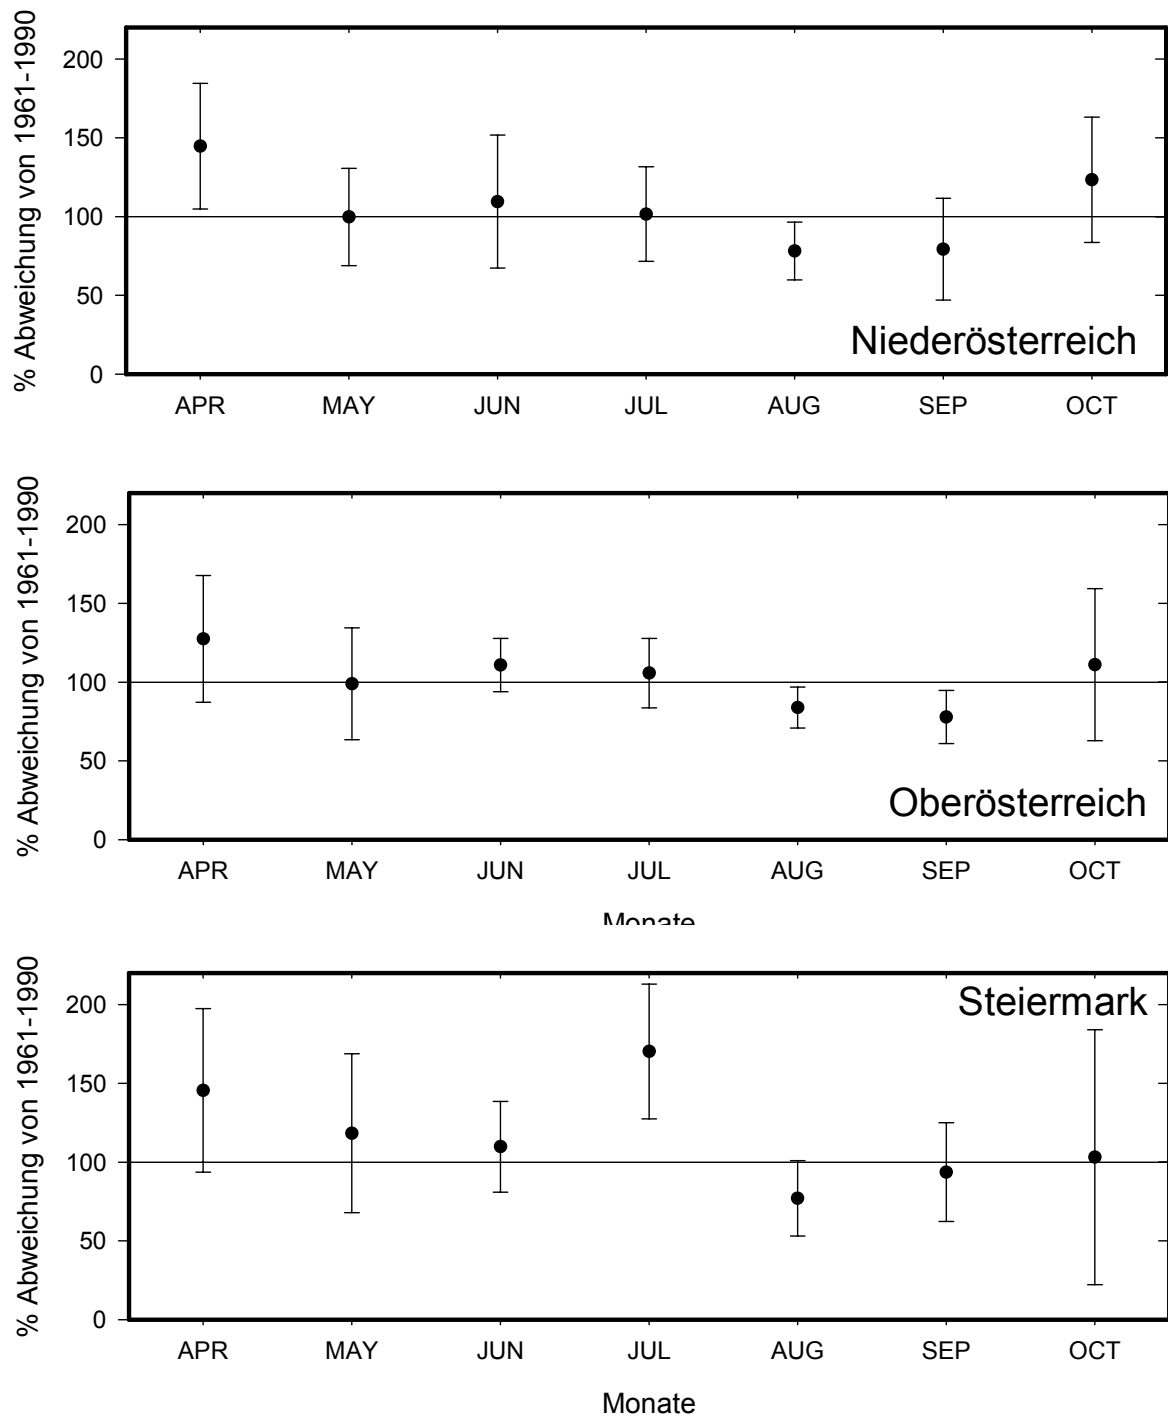 % Abweichung von 1961-1990
200
150
100
50
0
Niederösterreich
APR MAY JUN JUL AUG SEP OCT
% Abweichung von 1961-1990
200
150
100
50
0
Oberösterreich
APR MAY JUN JUL AUG SEP OCT
Monate
% Abweichung von 1961-1990
Steiermark
200
150
100
50
0
APR MAY JUN JUL AUG SEP OCT
Monate